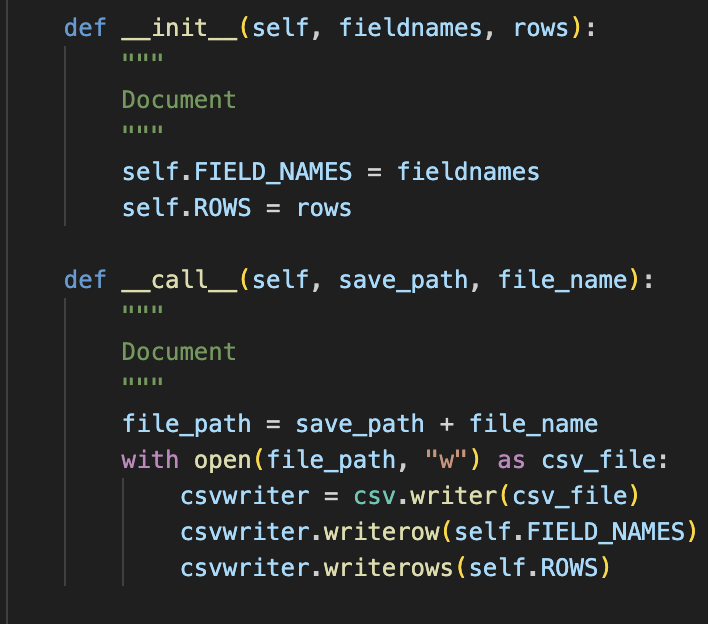 def __init__(self, fieldnames, rows):
"""
Document
"""
self.FIELD_NAMES = fieldnames
self.ROWS = rows
def __call__(self, save_path, file_name):
"""
Document
"""
file_path = save_path + file_name
with open(file_path, "w") as csv_file:
csvwriter = csv.writer(csv_file)
csvwriter.writerow(self.FIELD_NAMES)
csvwriter.writerows(self.ROWS)